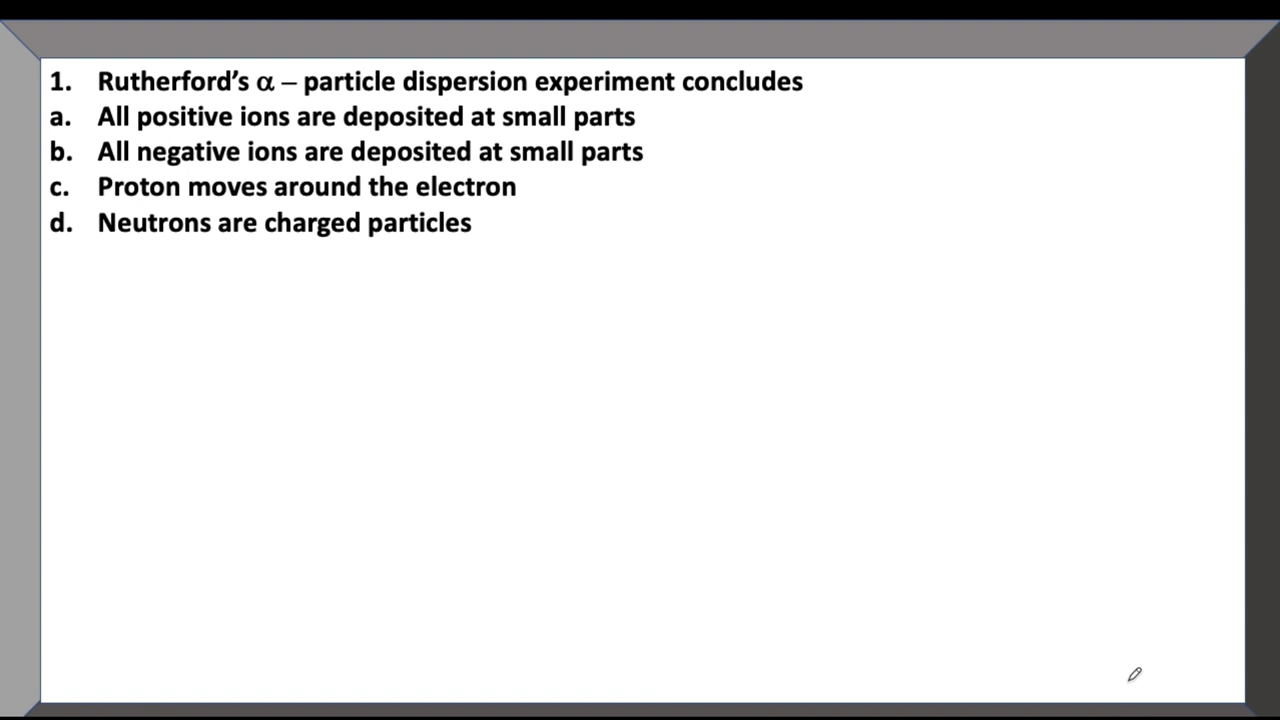 1. Rutherford’s α – particle dispersion experiment concludes
a. All positive ions are deposited at small parts
b. All negative ions are deposited at small parts
c. Proton moves around the electron
d. Neutrons are charged particles